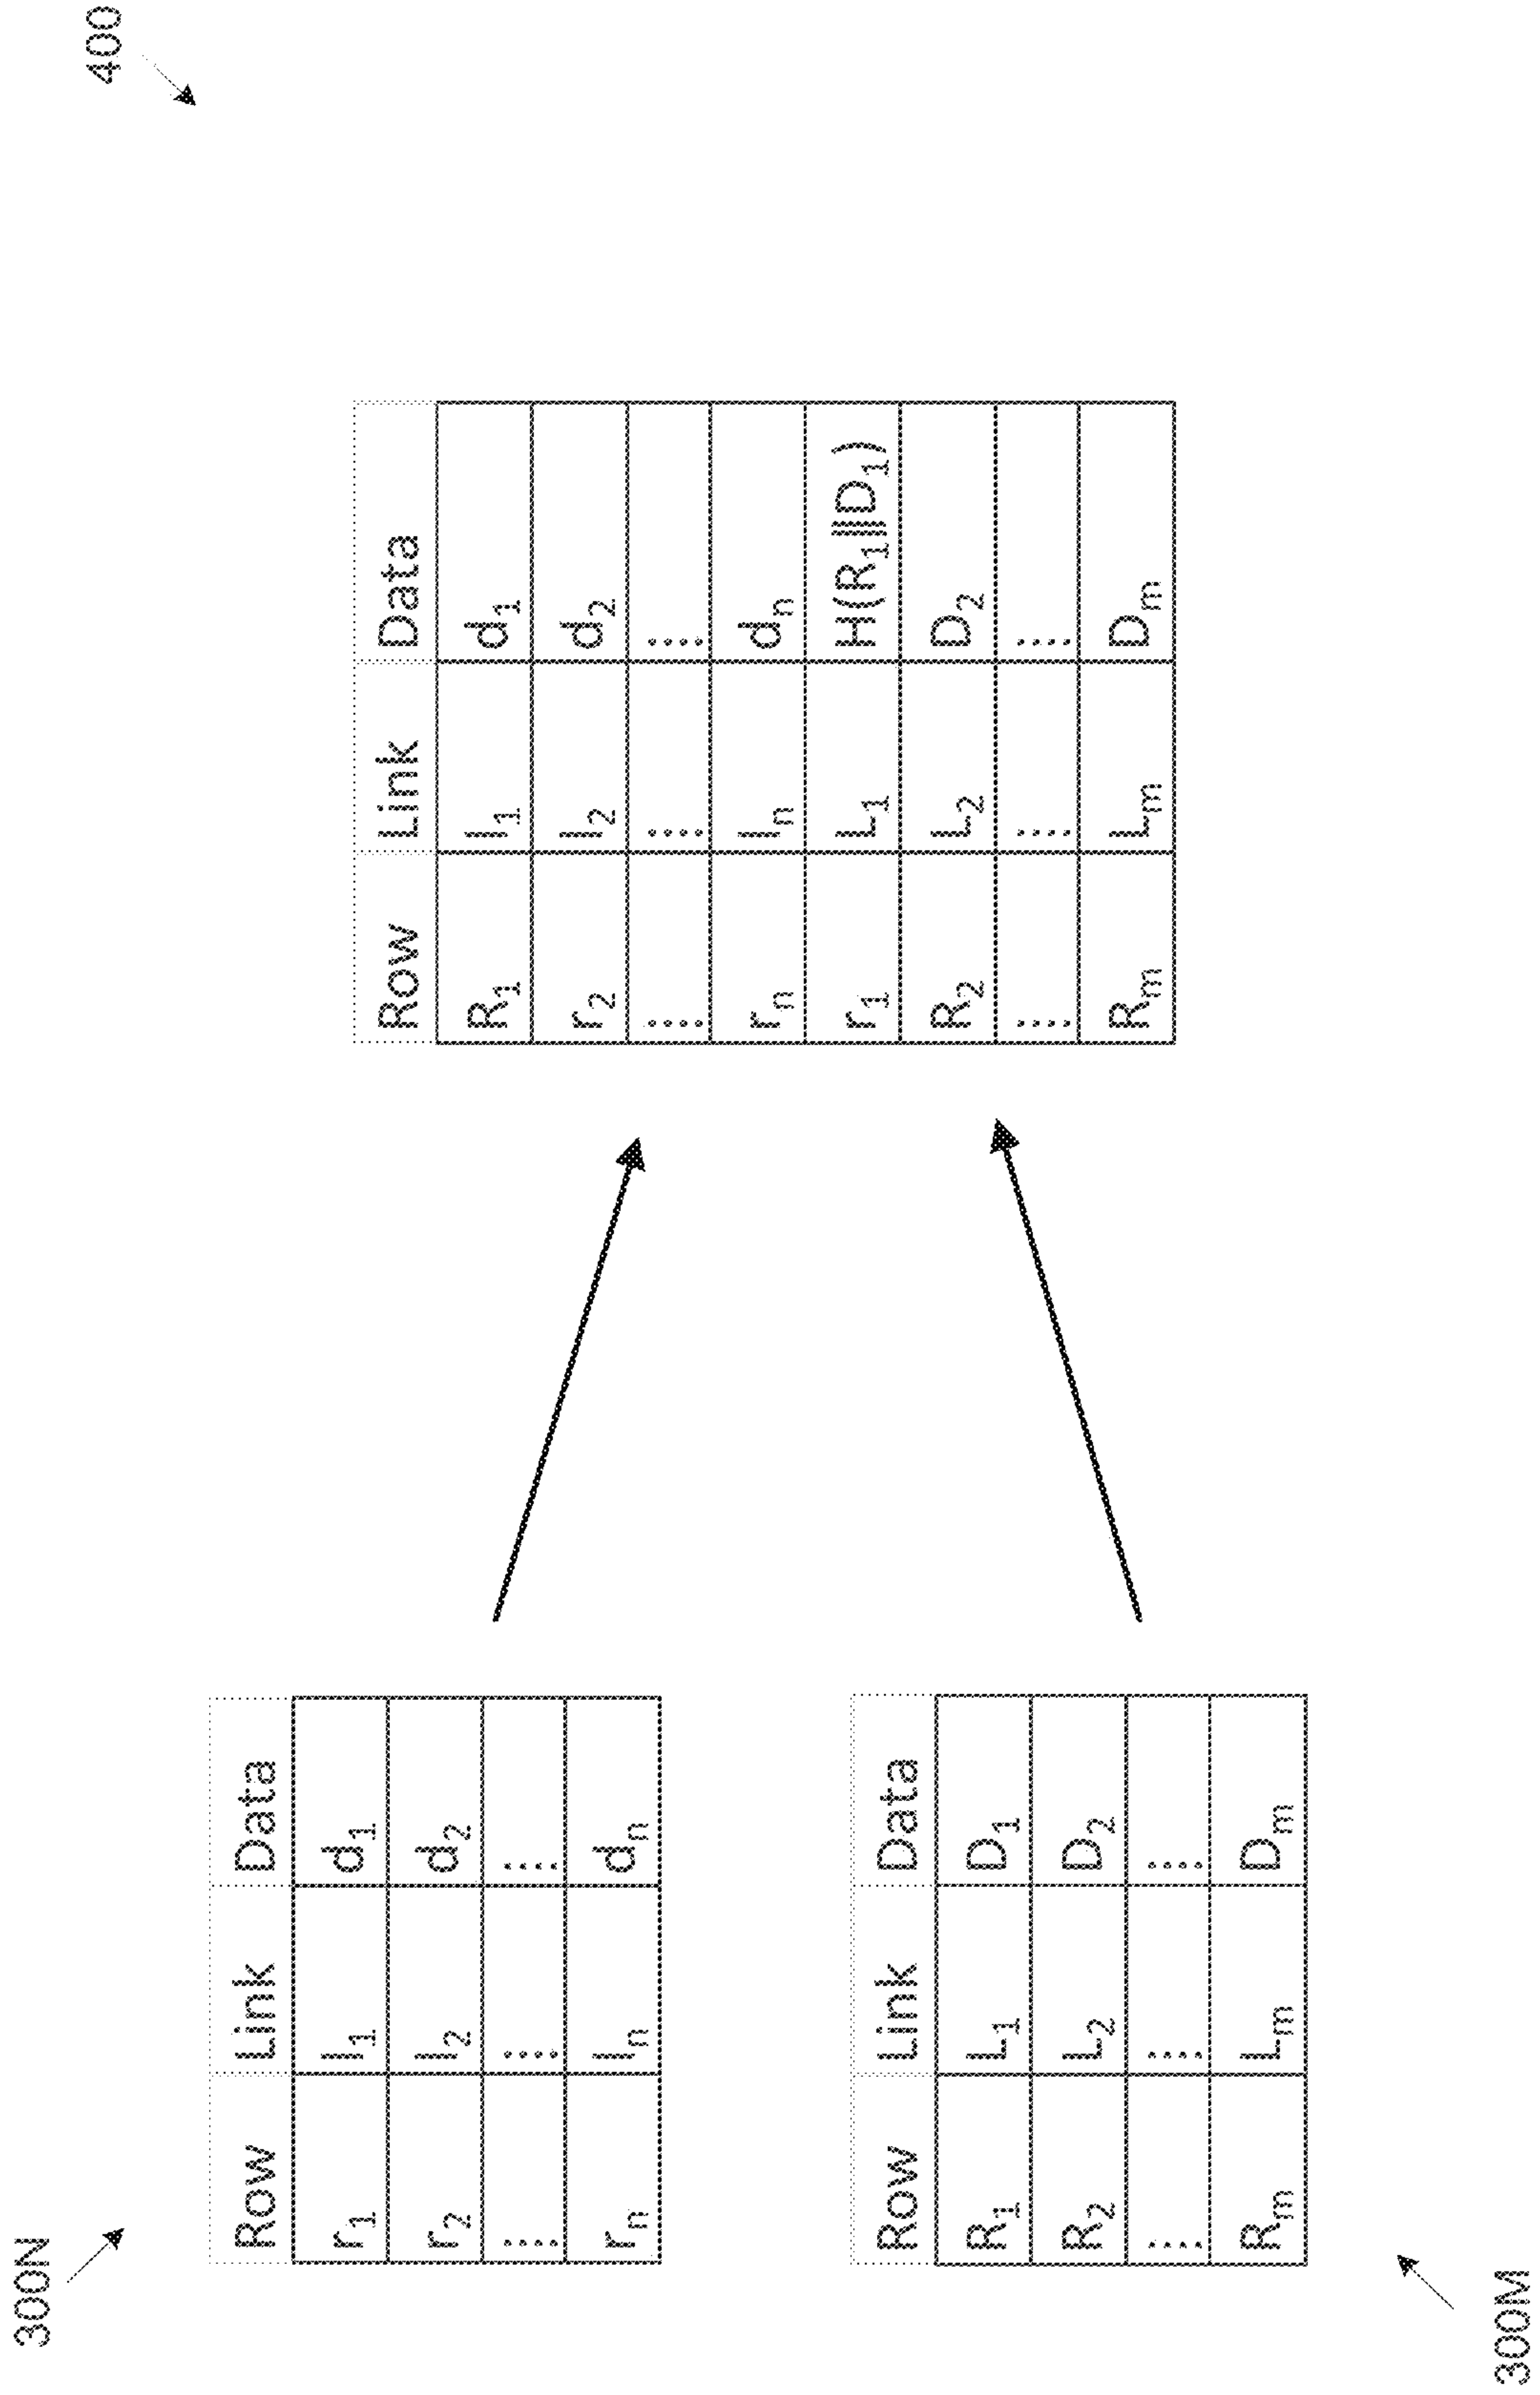 400
300N
Row Link Data
r₁ l₁ d₁
r₂ l₂ d₂
.... .... ....
rₙ lₙ dₙ
300M
Row Link Data
R₁ L₁ D₁
R₂ L₂ D₂
.... .... ....
Rₘ Lₘ Dₘ
Row Link Data
R₁ l₁ d₁
r₂ l₂ d₂
.... .... ....
rₙ lₙ dₙ
r₁ L₁ H(R₁|||D₁)
R₂ L₂ D₂
.... .... ....
Rₘ Lₘ Dₘ